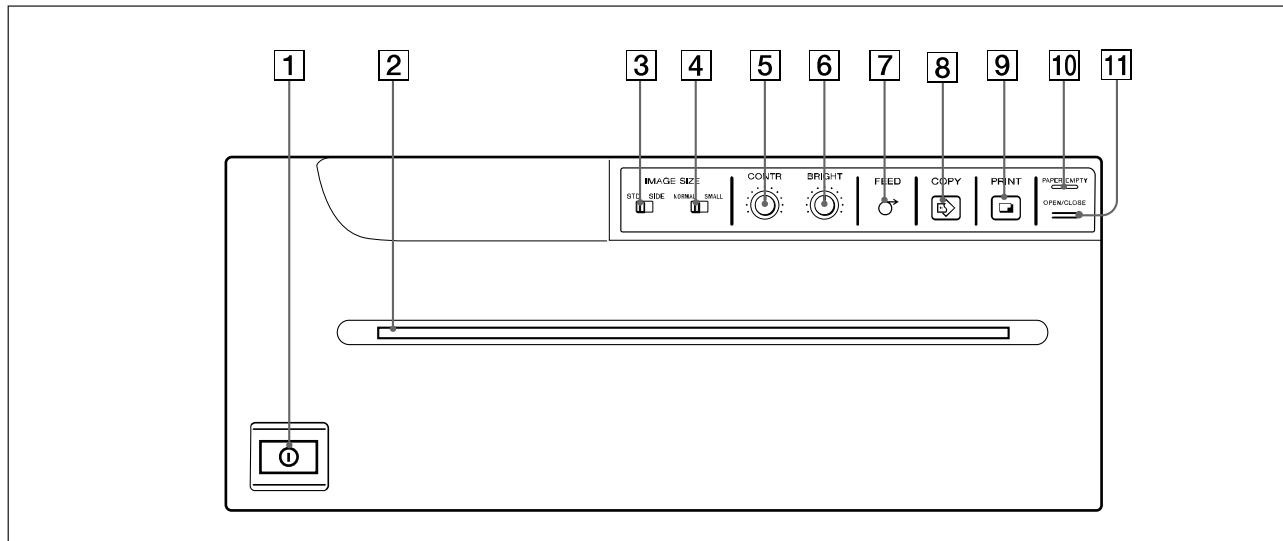 1 2 3 4 5 6 7 8 9 10 11
IMAGE SIZE CONTR BRIGHT FEED COPY PRINT PAPER EMPTY
STD SIDE NORMAL SMALL
OPEN/CLOSE